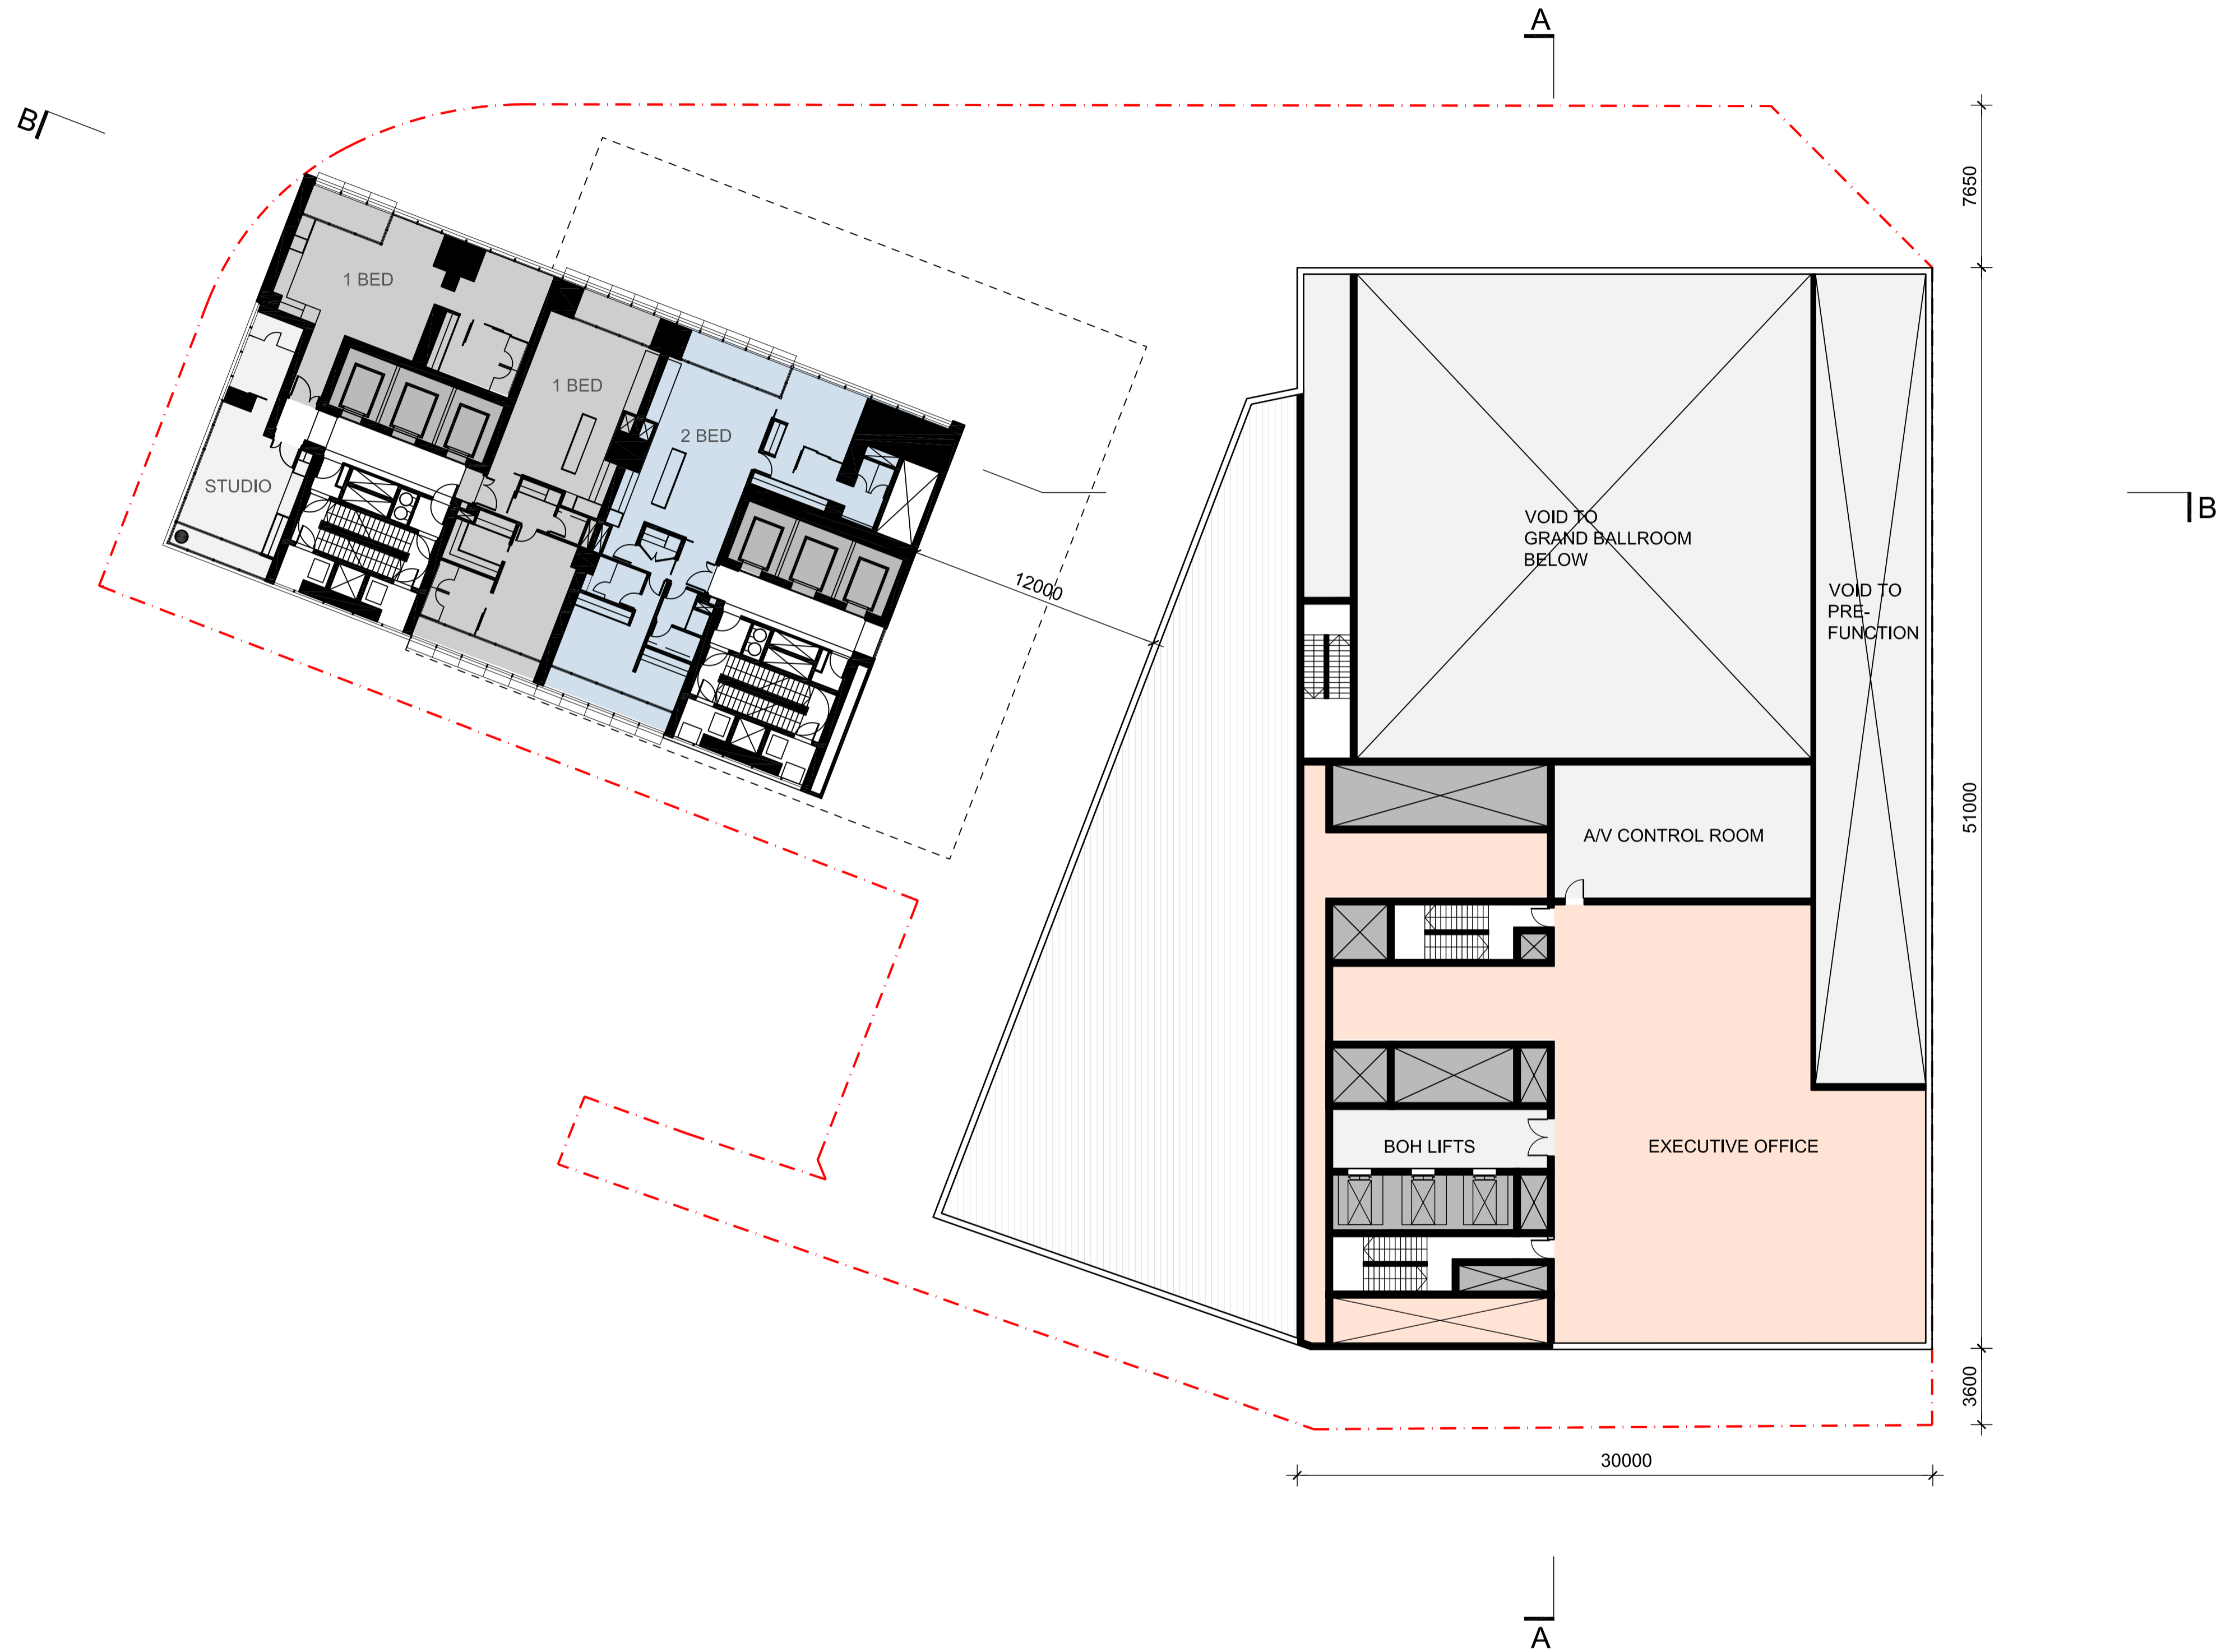 A
B
7650
1 BED
1 BED
2 BED
STUDIO
B
VOID TO
GRAND BALLROOM
BELOW
12000
VOID TO
PRE-
FUNCTION
51000
A/V CONTROL ROOM
BOH LIFTS
EXECUTIVE OFFICE
3600
30000
A